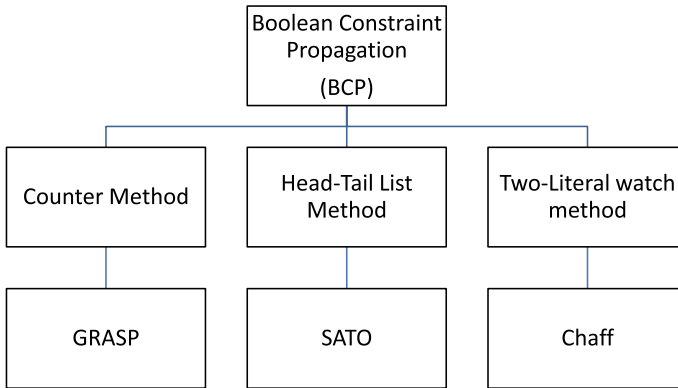 Boolean Constraint
Propagation
(BCP)
Counter Method
Head-Tail List
Method
Two-Literal watch
method
GRASP
SATO
Chaff